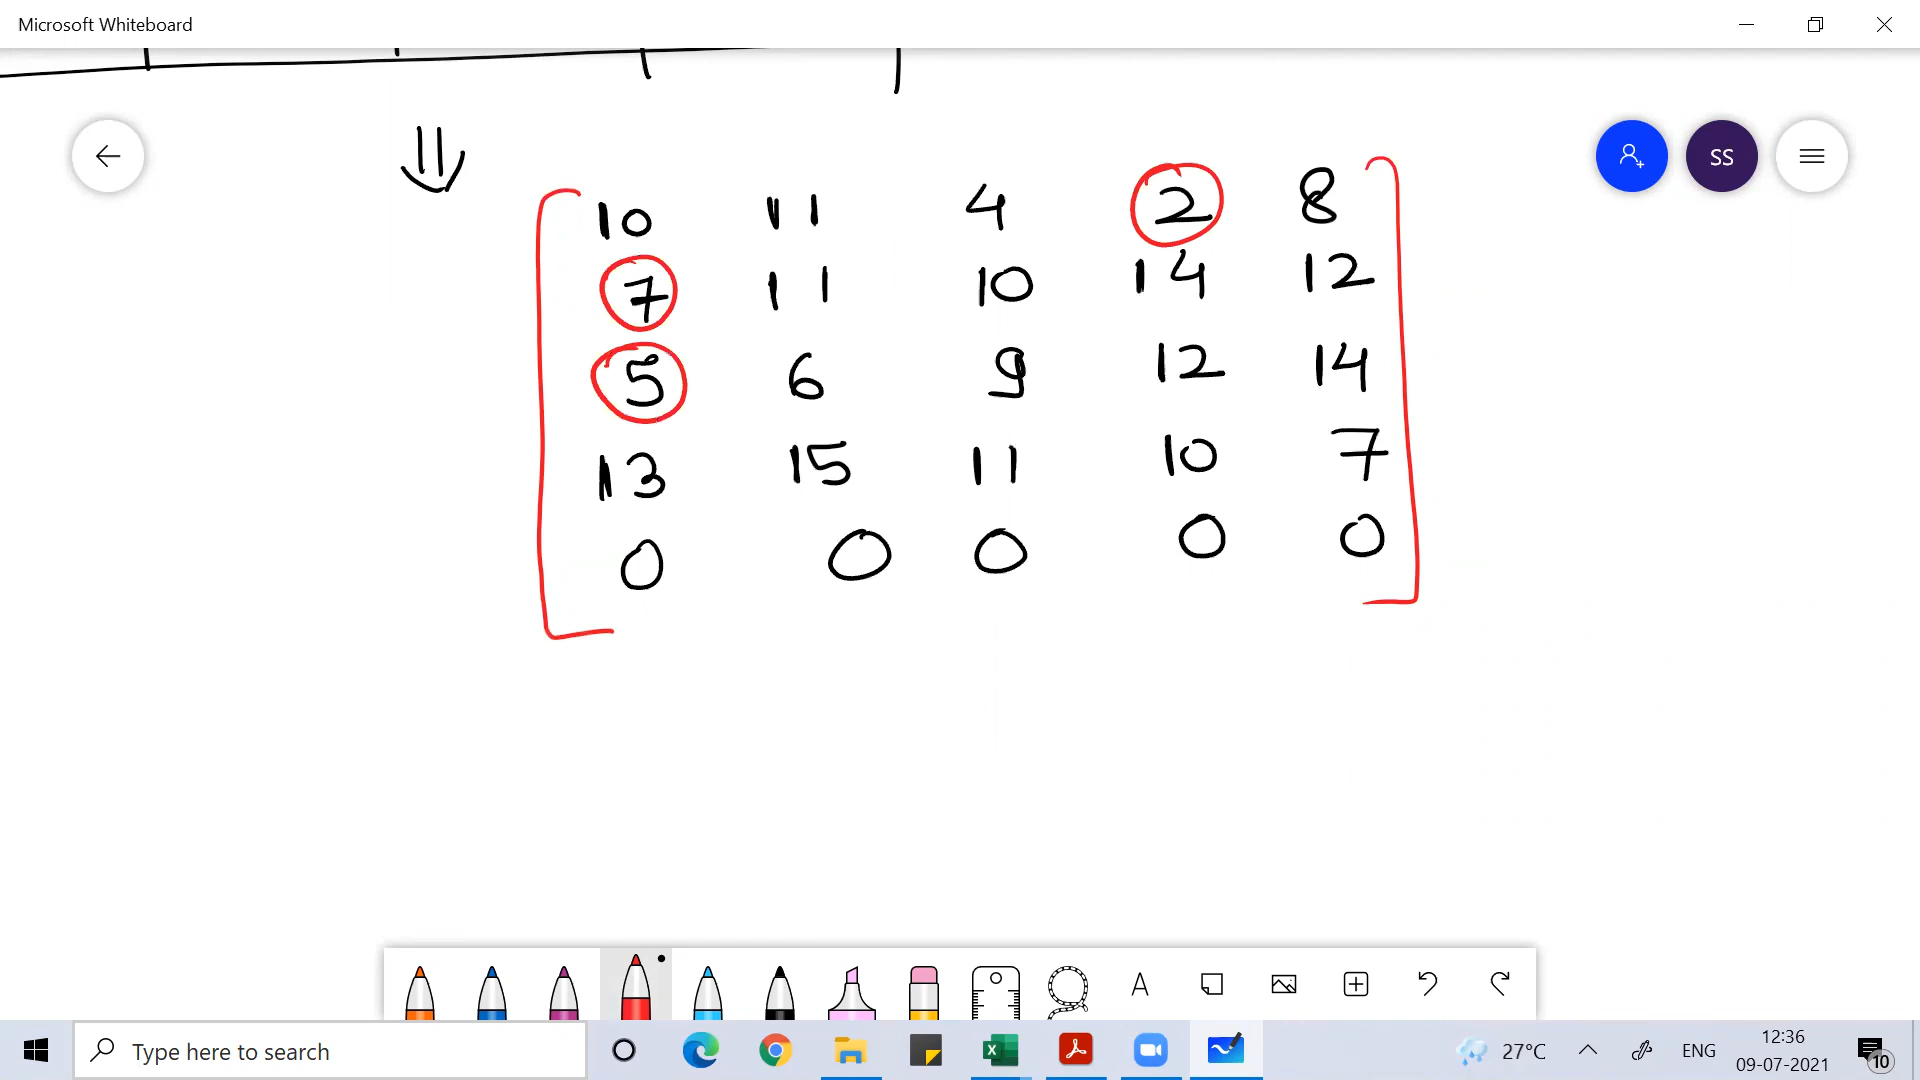 Microsoft Whiteboard
SS
10 11 4 2 8
7 11 10 14 12
5 6 9 12 14
13 15 11 10 7
0 0 0 0 0
A
Type here to search
27°C
ENG
12:36
09-07-2021
10